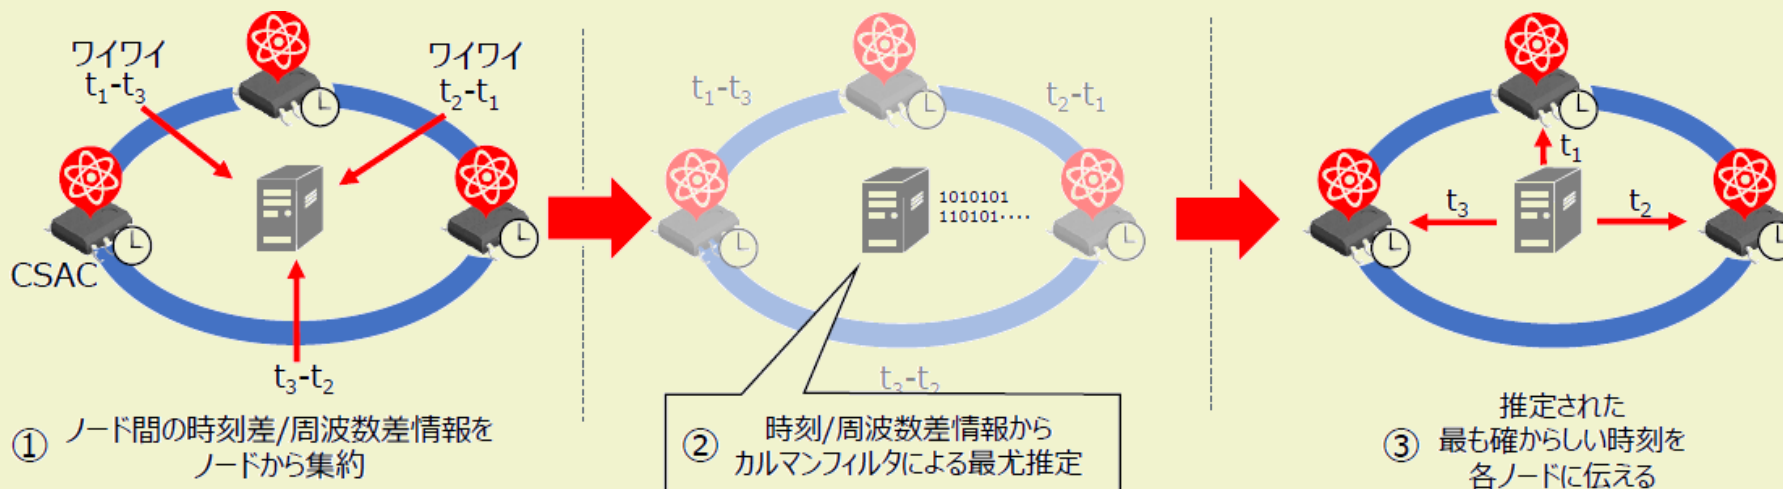 ワイワイ
t₁-t₃
ワイワイ
t₂-t₁
CSAC
t₃-t₂
① ノード間の時刻差/周波数差情報を
ノードから集約
t₁-t₃
t₂-t₁
1010101
110101‥‥
t₃-t₂
② 時刻/周波数差情報から
カルマンフィルタによる最尤推定
t₁
t₃
t₂
推定された
③ 最も確からしい時刻を
各ノードに伝える